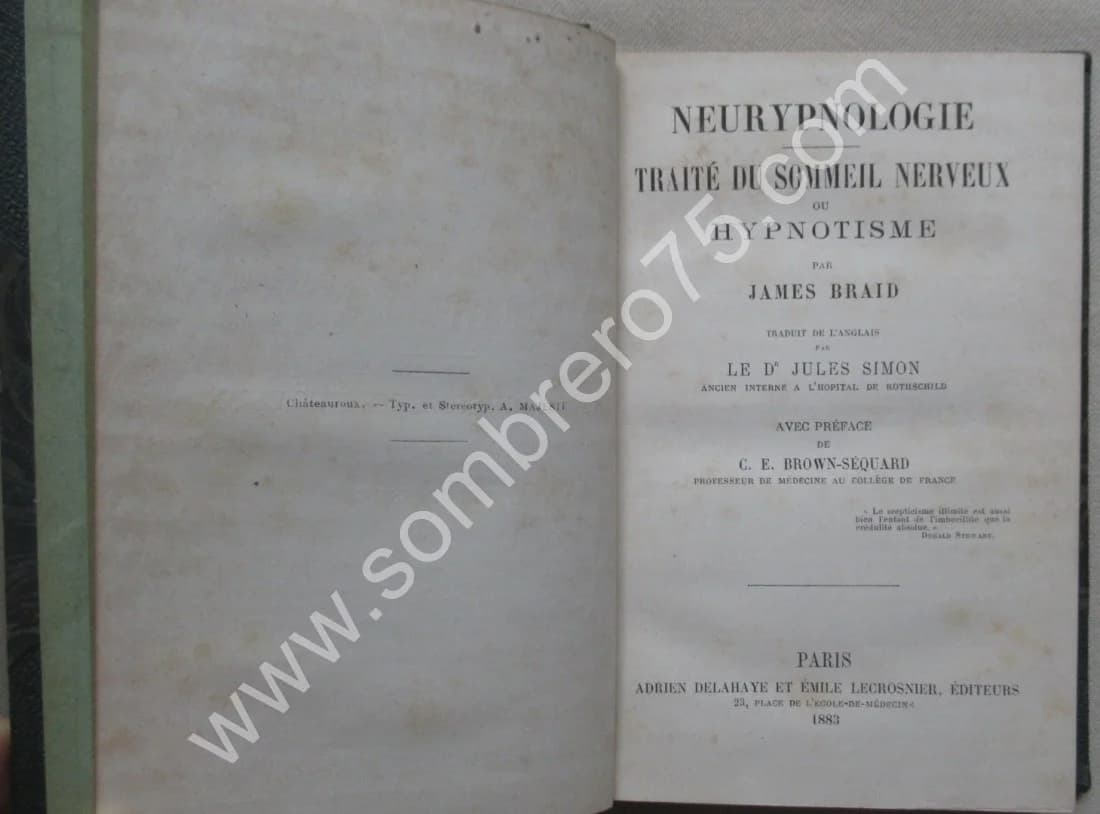 Châteauroux. — Typ. et Stéréotyp. A. MAJESTÉ
NEURYPNOLOGIE
TRAITÉ DU SOMMEIL NERVEUX
OU
HYPNOTISME
PAR
JAMES BRAID
TRADUIT DE L'ANGLAIS
PAR
LE Dr JULES SIMON
ANCIEN INTERNE A L'HOPITAL DE ROTHSCHILD
AVEC PRÉFACE
DE
C. E. BROWN-SÉQUARD
PROFESSEUR DE MÉDECINE AU COLLÈGE DE FRANCE
« Le scepticisme illimité est aussi
bien l'enfant de l'imbécillité que la
crédulité absolue. »
DUGALD STEWART.
PARIS
ADRIEN DELAHAYE ET ÉMILE LECROSNIER, ÉDITEURS
23, PLACE DE L'ECOLE-DE-MÉDECINE
1883
www.sombrero75.com